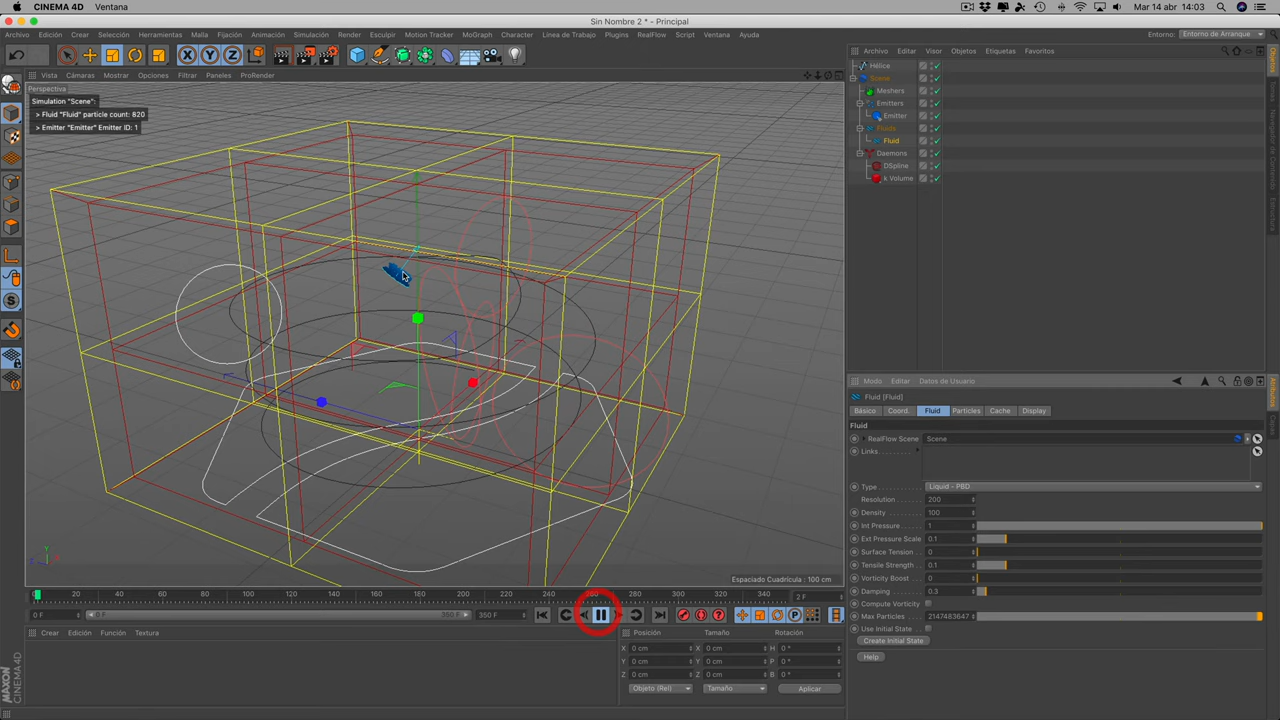 CINEMA 4D Ventana
Mar 14 abr 14:03
Sin Nombre 2 * - Principal
Archivo Edición Crear Selección Herramientas Malla Fijación Animación Simulación Render Esculpir Motion Tracker MoGraph Character Línea de Trabajo Plugins RealFlow Script Ventana Ayuda
Entorno: Entorno de Arranque
Vista Cámaras Mostrar Opciones Filtrar Paneles ProRender
Perspectiva
Simulation "Scene":
> Fluid "Fluid" particle count: 820
> Emitter "Emitter" Emitter ID: 1
Espaciado Cuadrícula : 100 cm
Archivo Editar Visor Objetos Etiquetas Favoritos
Hélice
Scene
Meshers
Emitters
Emitter
Fluids
Fluid
Daemons
DSpline
k Volume
Modo Editar Datos de Usuario
Fluid [Fluid]
Básico Coord. Fluid Particles Cache Display
Fluid
RealFlow Scene Scene
Links
Type Liquid - PBD
Resolution 200
Density 100
Int Pressure 1
Ext Pressure Scale 0.1
Surface Tension 0
Tensile Strength 0.1
Vorticity Boost 0
Damping 0.3
Compute Vorticity
Max Particles 2147483647
Use Initial State
Create Initial State
Help
0 20 40 60 80 100 120 140 160 180 200 220 240 260 280 300 320 340
2 F
0 F
0 F
350 F
350 F
Crear Edición Función Textura
Posición Tamaño Rotación
X 0 cm X 0 cm H 0 °
Y 0 cm Y 0 cm P 0 °
Z 0 cm Z 0 cm B 0 °
Objeto (Rel) Tamaño Aplicar
MAXON
CINEMA 4D